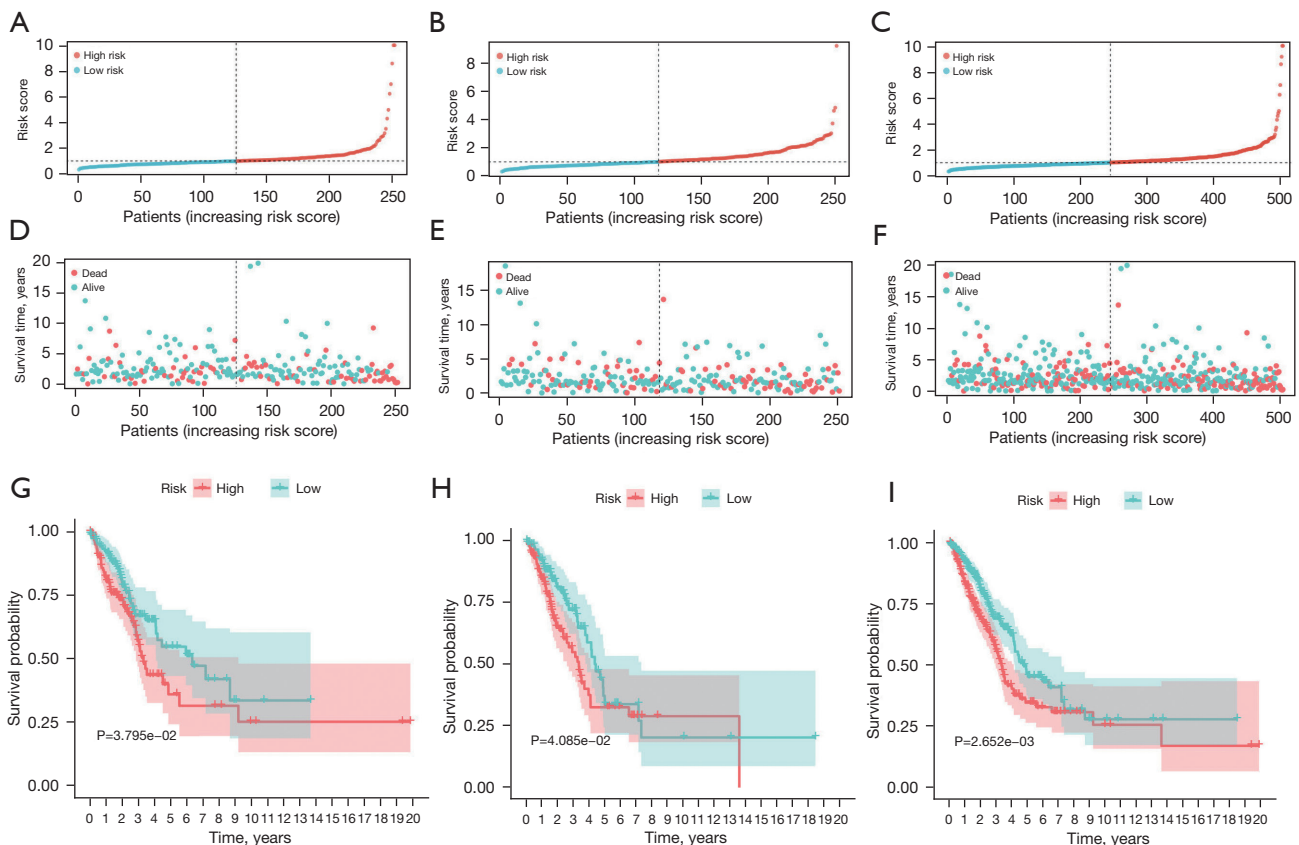 A
High risk
Low risk
Risk score
10
8
6
4
2
0
0 50 100 150 200 250
Patients (increasing risk score)
B
High risk
Low risk
Risk score
8
6
4
2
0
0 50 100 150 200 250
Patients (increasing risk score)
C
High risk
Low risk
Risk score
10
8
6
4
2
0
0 100 200 300 400 500
Patients (increasing risk score)
D
Dead
Alive
Survival time, years
20
15
10
5
0
0 50 100 150 200 250
Patients (increasing risk score)
E
Dead
Alive
Survival time, years
15
10
5
0
0 50 100 150 200 250
Patients (increasing risk score)
F
Dead
Alive
Survival time, years
20
15
10
5
0
0 100 200 300 400 500
Patients (increasing risk score)
G
Risk High Low
Survival probability
1.00
0.75
0.50
0.25
0.00
P=3.795e−02
0 1 2 3 4 5 6 7 8 9 10 11 12 13 14 15 16 17 18 19 20
Time, years
H
Risk High Low
Survival probability
1.00
0.75
0.50
0.25
0.00
P=4.085e−02
0 1 2 3 4 5 6 7 8 9 10 11 12 13 14 15 16 17 18 19 20
Time, years
I
Risk High Low
Survival probability
1.00
0.75
0.50
0.25
0.00
P=2.652e−03
0 1 2 3 4 5 6 7 8 9 10 11 12 13 14 15 16 17 18 19 20
Time, years